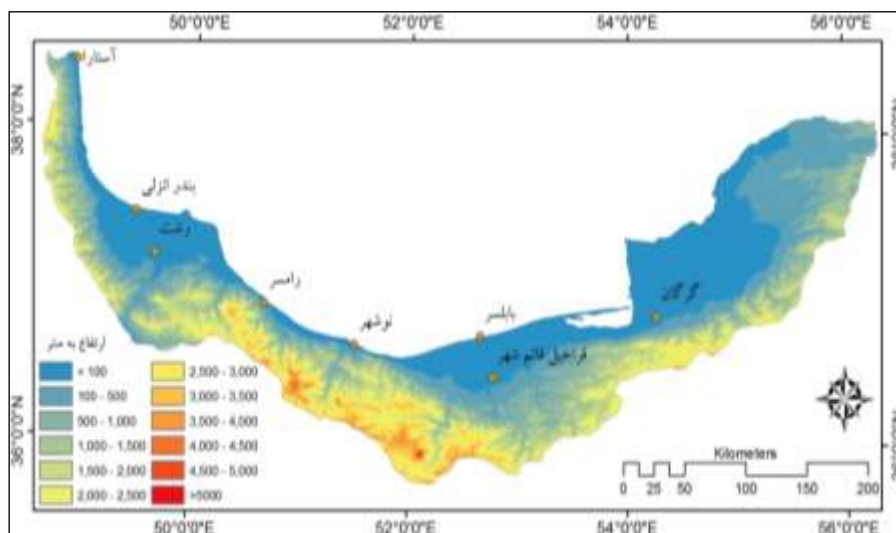 50°0'0"E 52°0'0"E 54°0'0"E 56°0'0"E
38°0'0"N
36°0'0"N
آستارا
بندر انزلی
رشت
رامسر
نوشهر
بابلسر
قراخیل قائم شهر
گرگان
ارتفاع به متر
< 100
100 - 500
500 - 1,000
1,000 - 1,500
1,500 - 2,000
2,000 - 2,500
2,500 - 3,000
3,000 - 3,500
3,500 - 4,000
4,000 - 4,500
4,500 - 5,000
>5000
Kilometers
0 25 50 100 150 200
50°0'0"E 52°0'0"E 54°0'0"E 56°0'0"E